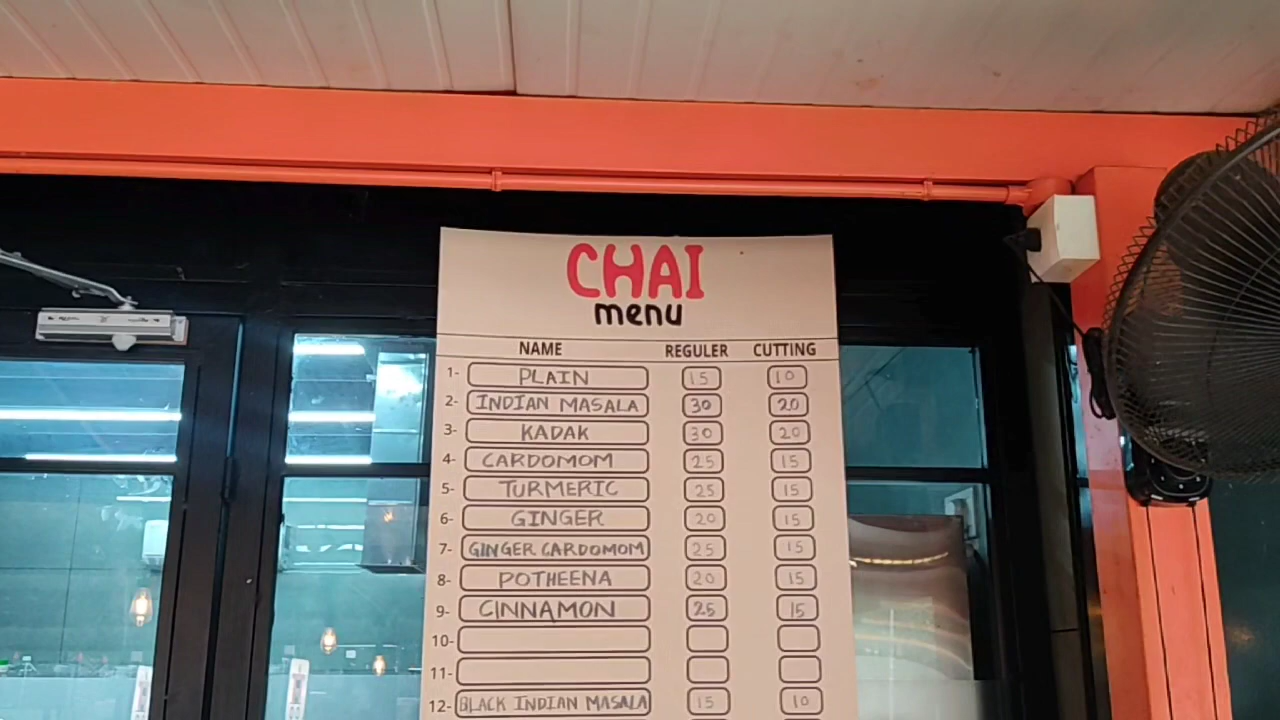 CHAI
menu
NAME REGULER CUTTING
1- PLAIN 15 10
2- INDIAN MASALA 30 20
3- KADAK 30 20
4- CARDOMOM 25 15
5- TURMERIC 25 15
6- GINGER 20 15
7- GINGER CARDOMOM 25 15
8- POTHEENA 20 15
9- CINNAMON 25 15
10-
11-
12- BLACK INDIAN MASALA 15 10